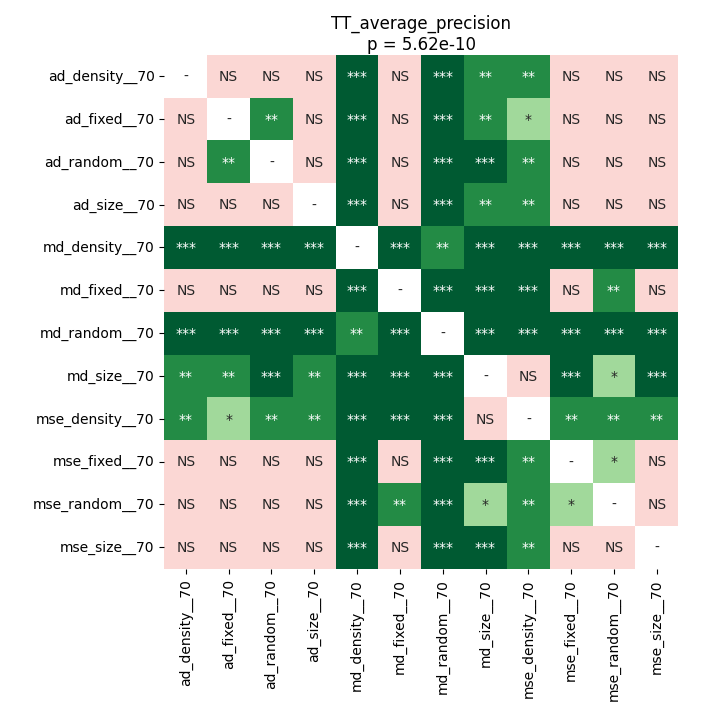 TT_average_precision
p = 5.62e-10
ad_density__70 - NS NS NS *** NS *** ** ** NS NS NS
ad_fixed__70 NS - ** NS *** NS *** ** * NS NS NS
ad_random__70 NS ** - NS *** NS *** *** ** NS NS NS
ad_size__70 NS NS NS - *** NS *** ** ** NS NS NS
md_density__70 *** *** *** *** - *** ** *** *** *** *** ***
md_fixed__70 NS NS NS NS *** - *** *** *** NS ** NS
md_random__70 *** *** *** *** ** *** - *** *** *** *** ***
md_size__70 ** ** *** ** *** *** *** - NS *** * ***
mse_density__70 ** * ** ** *** *** *** NS - ** ** **
mse_fixed__70 NS NS NS NS *** NS *** *** ** - * NS
mse_random__70 NS NS NS NS *** ** *** * ** * - NS
mse_size__70 NS NS NS NS *** NS *** *** ** NS NS -
ad_density__70
ad_fixed__70
ad_random__70
ad_size__70
md_density__70
md_fixed__70
md_random__70
md_size__70
mse_density__70
mse_fixed__70
mse_random__70
mse_size__70